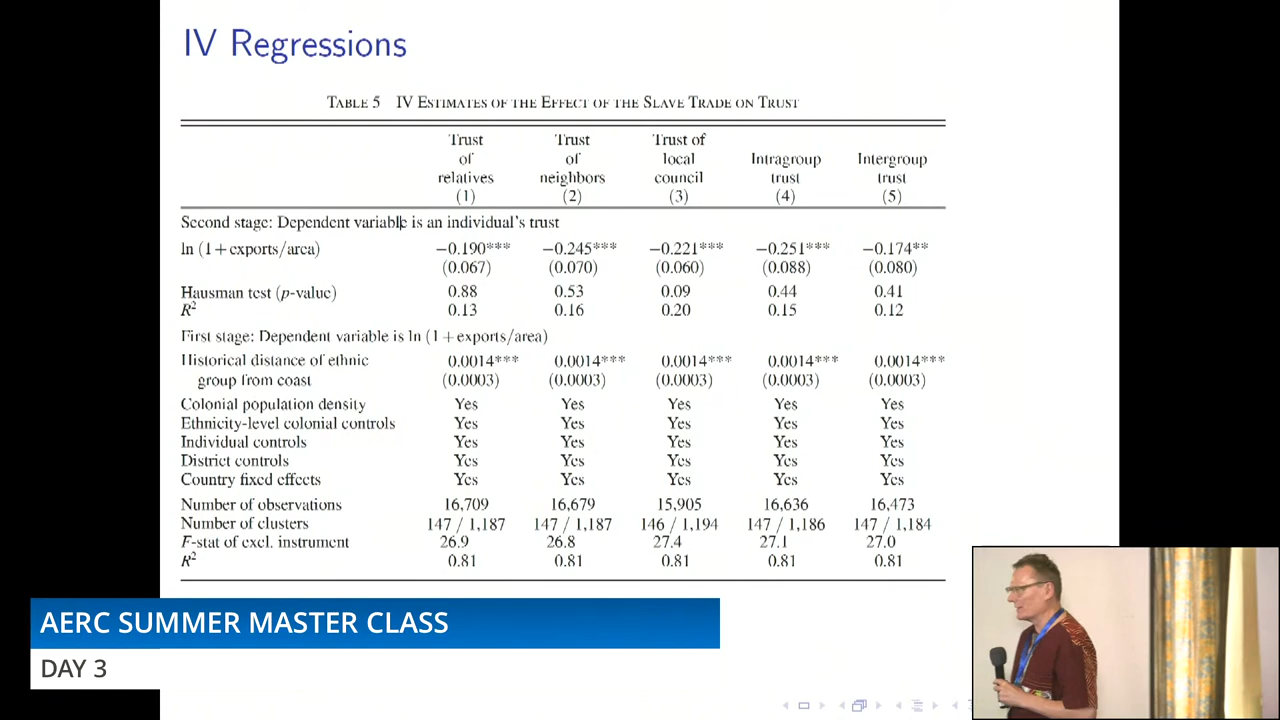 IV Regressions
TABLE 5 IV ESTIMATES OF THE EFFECT OF THE SLAVE TRADE ON TRUST
Trust of relatives (1) Trust of neighbors (2) Trust of local council (3) Intragroup trust (4) Intergroup trust (5)
Second stage: Dependent variable is an individual's trust
ln (1+exports/area) −0.190*** −0.245*** −0.221*** −0.251*** −0.174**
(0.067) (0.070) (0.060) (0.088) (0.080)
Hausman test (p-value) 0.88 0.53 0.09 0.44 0.41
R² 0.13 0.16 0.20 0.15 0.12
First stage: Dependent variable is ln (1+exports/area)
Historical distance of ethnic 0.0014*** 0.0014*** 0.0014*** 0.0014*** 0.0014***
group from coast (0.0003) (0.0003) (0.0003) (0.0003) (0.0003)
Colonial population density Yes Yes Yes Yes Yes
Ethnicity-level colonial controls Yes Yes Yes Yes Yes
Individual controls Yes Yes Yes Yes Yes
District controls Yes Yes Yes Yes Yes
Country fixed effects Yes Yes Yes Yes Yes
Number of observations 16,709 16,679 15,905 16,636 16,473
Number of clusters 147 / 1,187 147 / 1,187 146 / 1,194 147 / 1,186 147 / 1,184
F-stat of excl. instrument 26.9 26.8 27.4 27.1 27.0
R² 0.81 0.81 0.81 0.81 0.81
AERC SUMMER MASTER CLASS
DAY 3